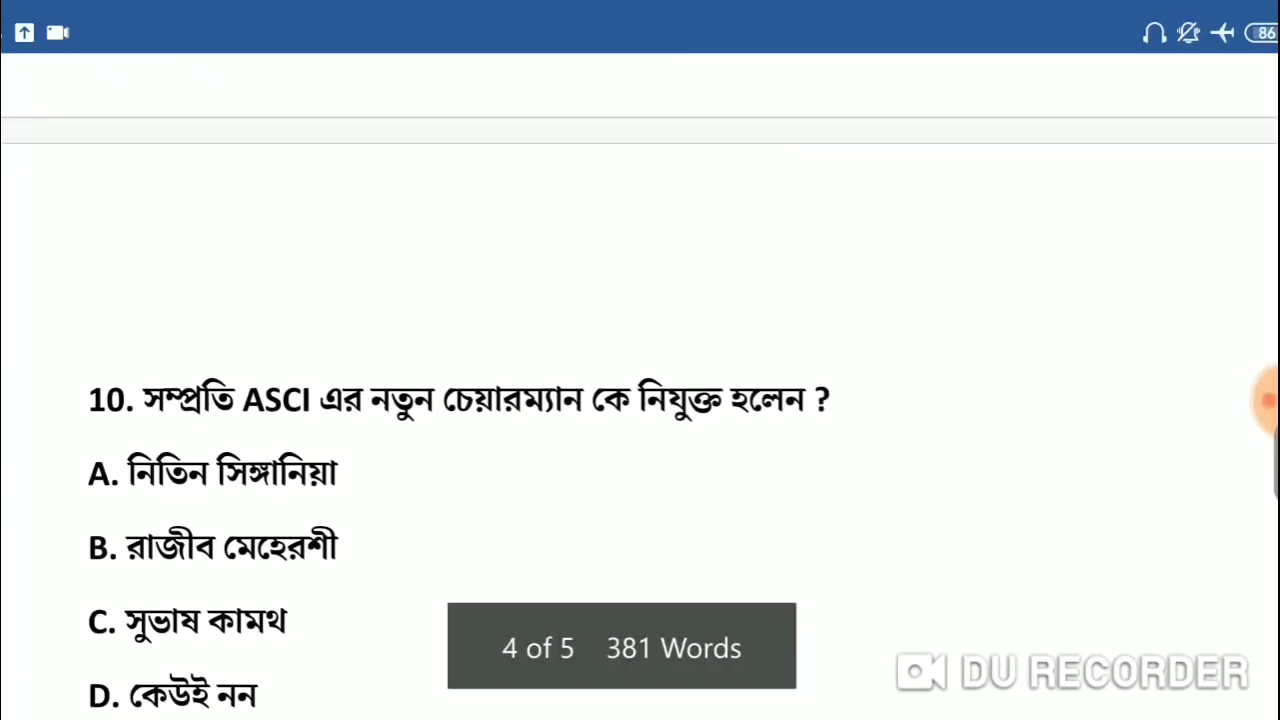 86
10. সম্প্রতি ASCI এর নতুন চেয়ারম্যান কে নিযুক্ত হলেন ?
A. নিতিন সিঙ্গানিয়া
B. রাজীব মেহেরশী
C. সুভাষ কামথ
4 of 5 381 Words
DU RECORDER
D. কেউই নন